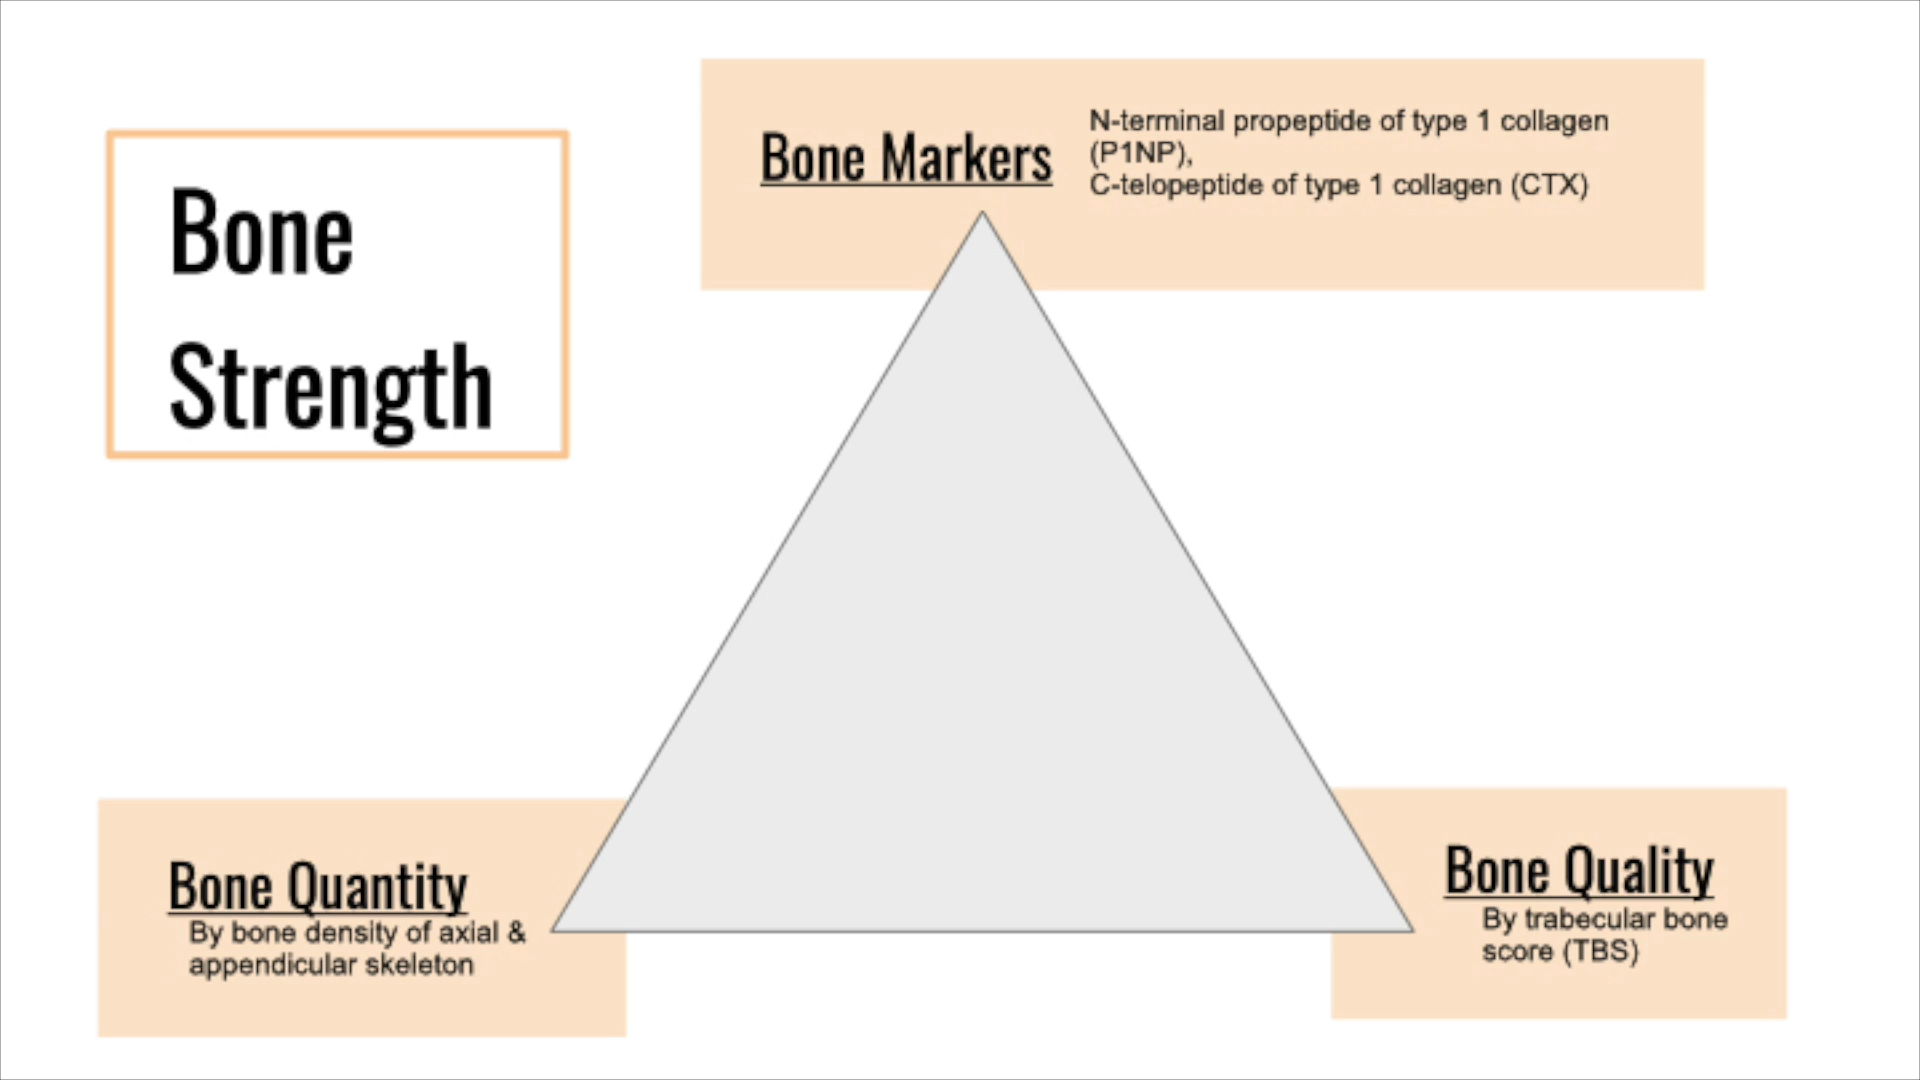 Bone
Strength
Bone Markers
N-terminal propeptide of type 1 collagen
(P1NP),
C-telopeptide of type 1 collagen (CTX)
Bone Quantity
By bone density of axial &
appendicular skeleton
Bone Quality
By trabecular bone
score (TBS)